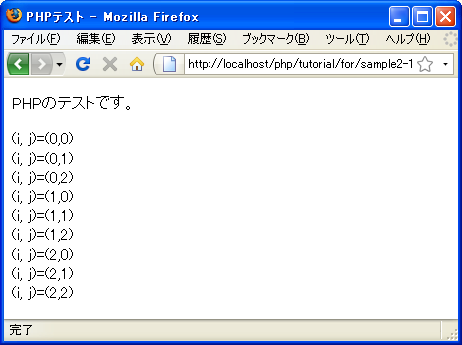 PHPテスト - Mozilla Firefox
ファイル(F) 編集(E) 表示(V) 履歴(S) ブックマーク(B) ツール(T) ヘルプ(H)
http://localhost/php/tutorial/for/sample2-1
PHPのテストです。
(i, j)=(0,0)
(i, j)=(0,1)
(i, j)=(0,2)
(i, j)=(1,0)
(i, j)=(1,1)
(i, j)=(1,2)
(i, j)=(2,0)
(i, j)=(2,1)
(i, j)=(2,2)
完了